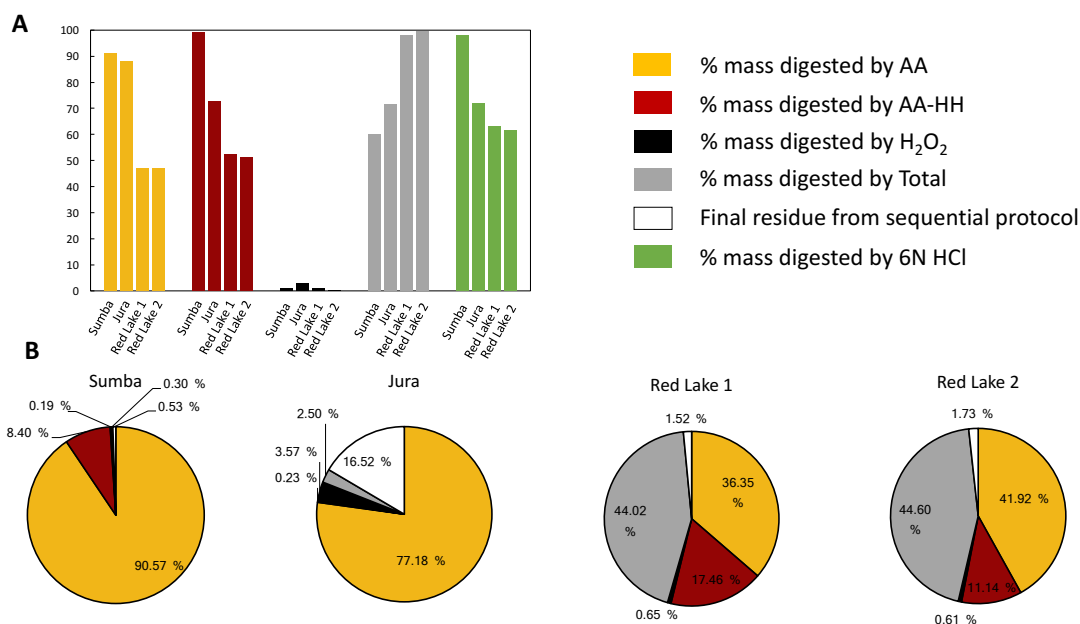 A
100
90
80
70
60
50
40
30
20
10
0
Sumba
Jura
Red Lake 1
Red Lake 2
Sumba
Jura
Red Lake 1
Red Lake 2
Sumba
Jura
Red Lake 1
Red Lake 2
Sumba
Jura
Red Lake 1
Red Lake 2
Sumba
Jura
Red Lake 1
Red Lake 2
% mass digested by AA
% mass digested by AA-HH
% mass digested by H₂O₂
% mass digested by Total
Final residue from sequential protocol
% mass digested by 6N HCl
B
Sumba
0.30 %
0.19 %
0.53 %
8.40 %
90.57 %
Jura
2.50 %
3.57 %
0.23 %
16.52 %
77.18 %
Red Lake 1
1.52 %
36.35
%
44.02
%
17.46 %
0.65 %
Red Lake 2
1.73 %
41.92 %
44.60
%
11.14 %
0.61 %